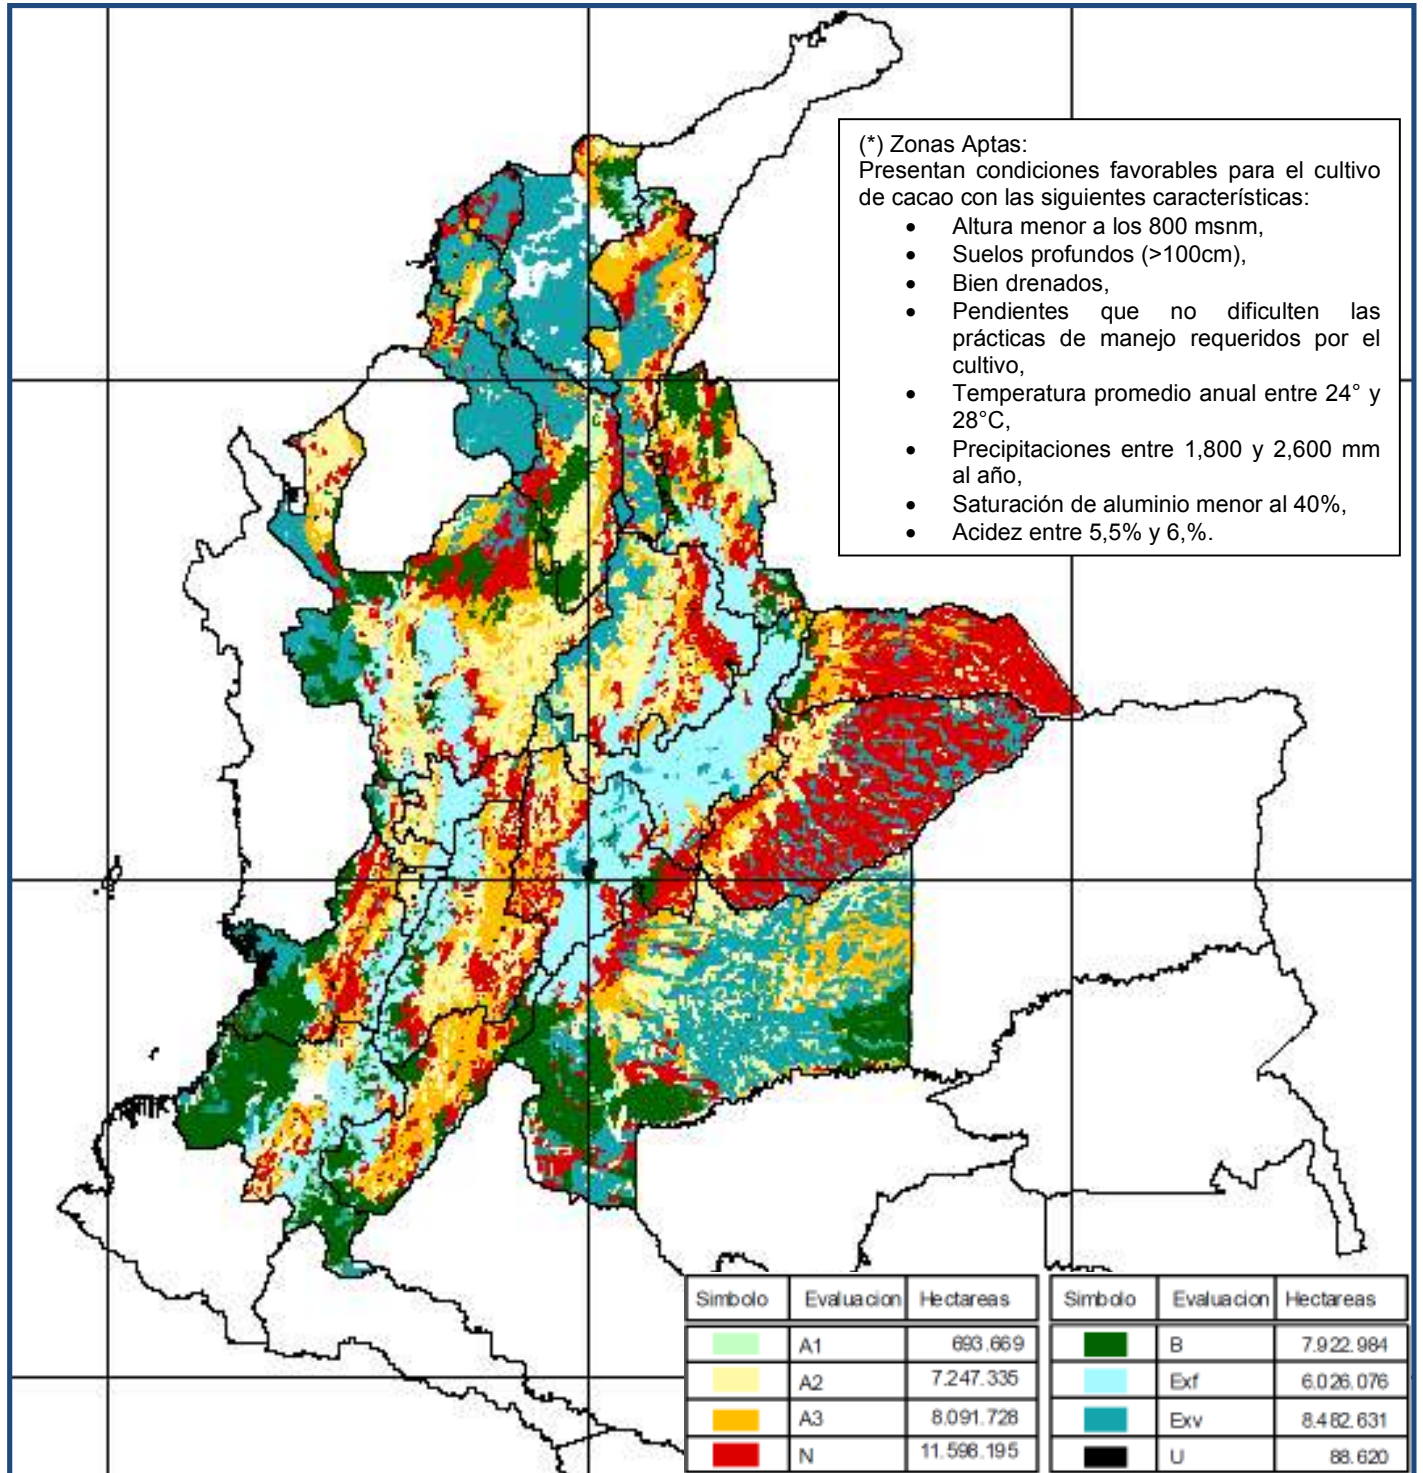 (*) Zonas Aptas:
Presentan condiciones favorables para el cultivo
de cacao con las siguientes características:
• Altura menor a los 800 msnm,
• Suelos profundos (>100cm),
• Bien drenados,
• Pendientes que no dificulten las
prácticas de manejo requeridos por el
cultivo,
• Temperatura promedio anual entre 24° y
28°C,
• Precipitaciones entre 1,800 y 2,600 mm
al año,
• Saturación de aluminio menor al 40%,
• Acidez entre 5,5% y 6,%.
Simbolo Evaluacion Hectareas
A1 693.669
A2 7.247.335
A3 8.091.728
N 11.598.195
Simbolo Evaluacion Hectareas
B 7.922.984
Exf 6.026.076
Exv 8.482.631
U 88.620